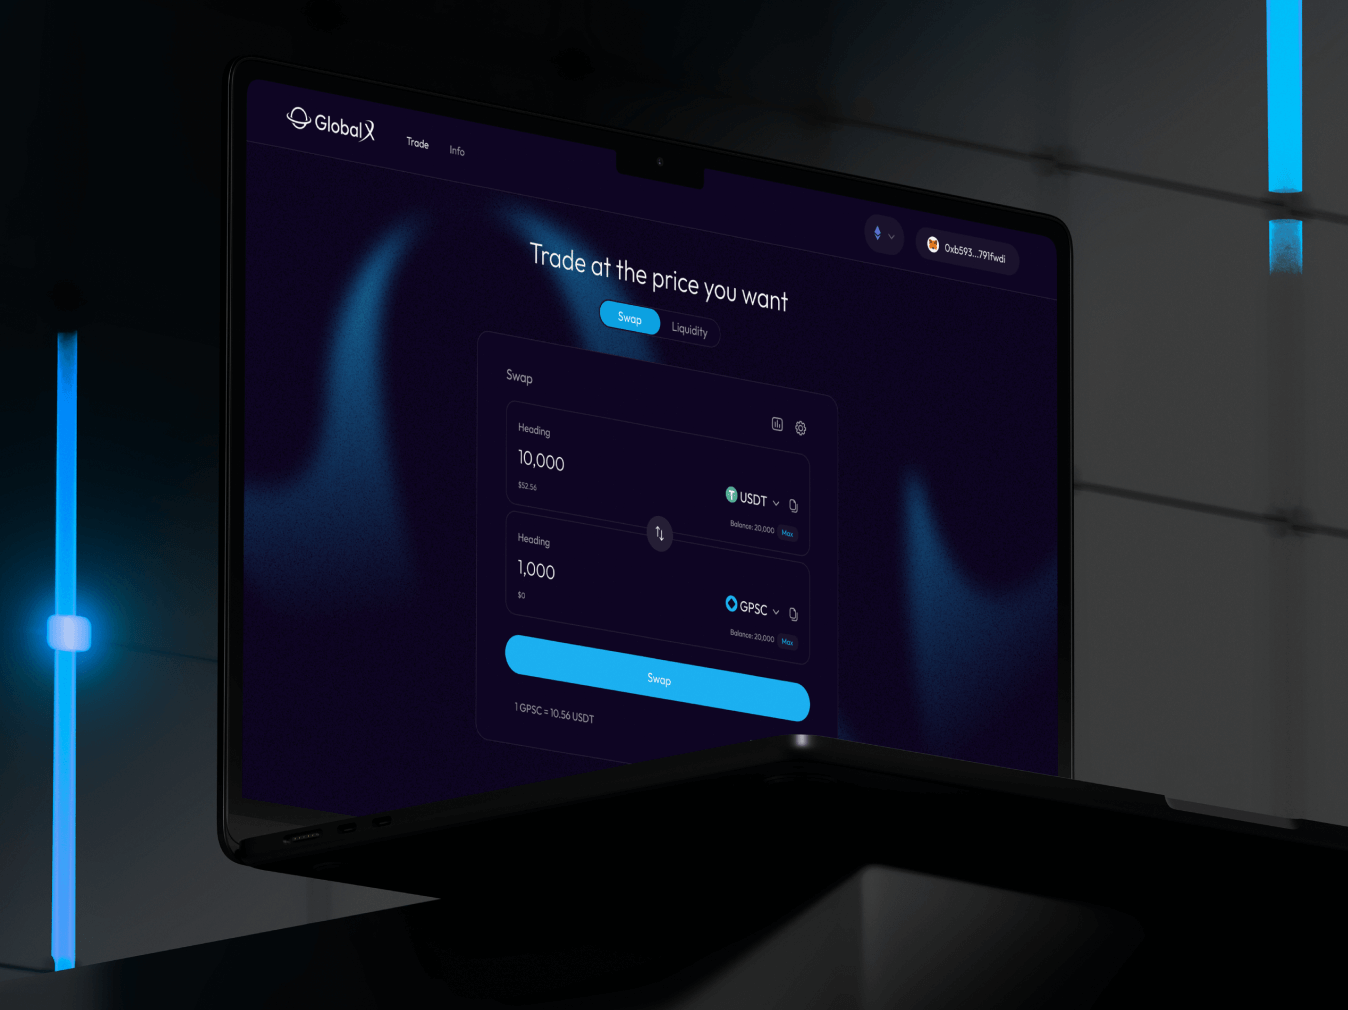 GlobalX
Trade
Info
0xb593...791fwdi
Trade at the price you want
Swap
Liquidity
Swap
Heading
10,000
$52.56
USDT
Balance: 20,000
Max
Heading
1,000
$0
GPSC
Balance: 20,000
Max
Swap
1 GPSC = 10.56 USDT